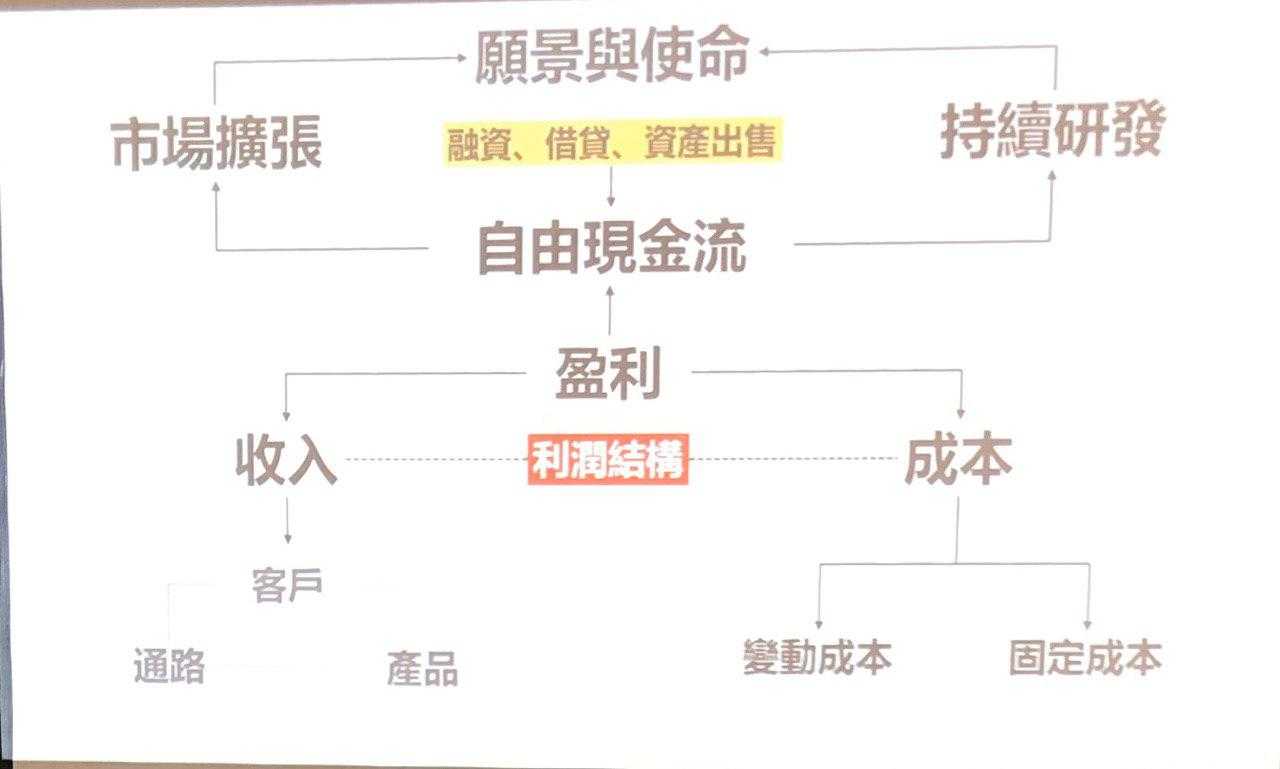 願景與使命
市場擴張
融資、借貸、資產出售
持續研發
自由現金流
盈利
收入
利潤結構
成本
客戶
通路
產品
變動成本
固定成本